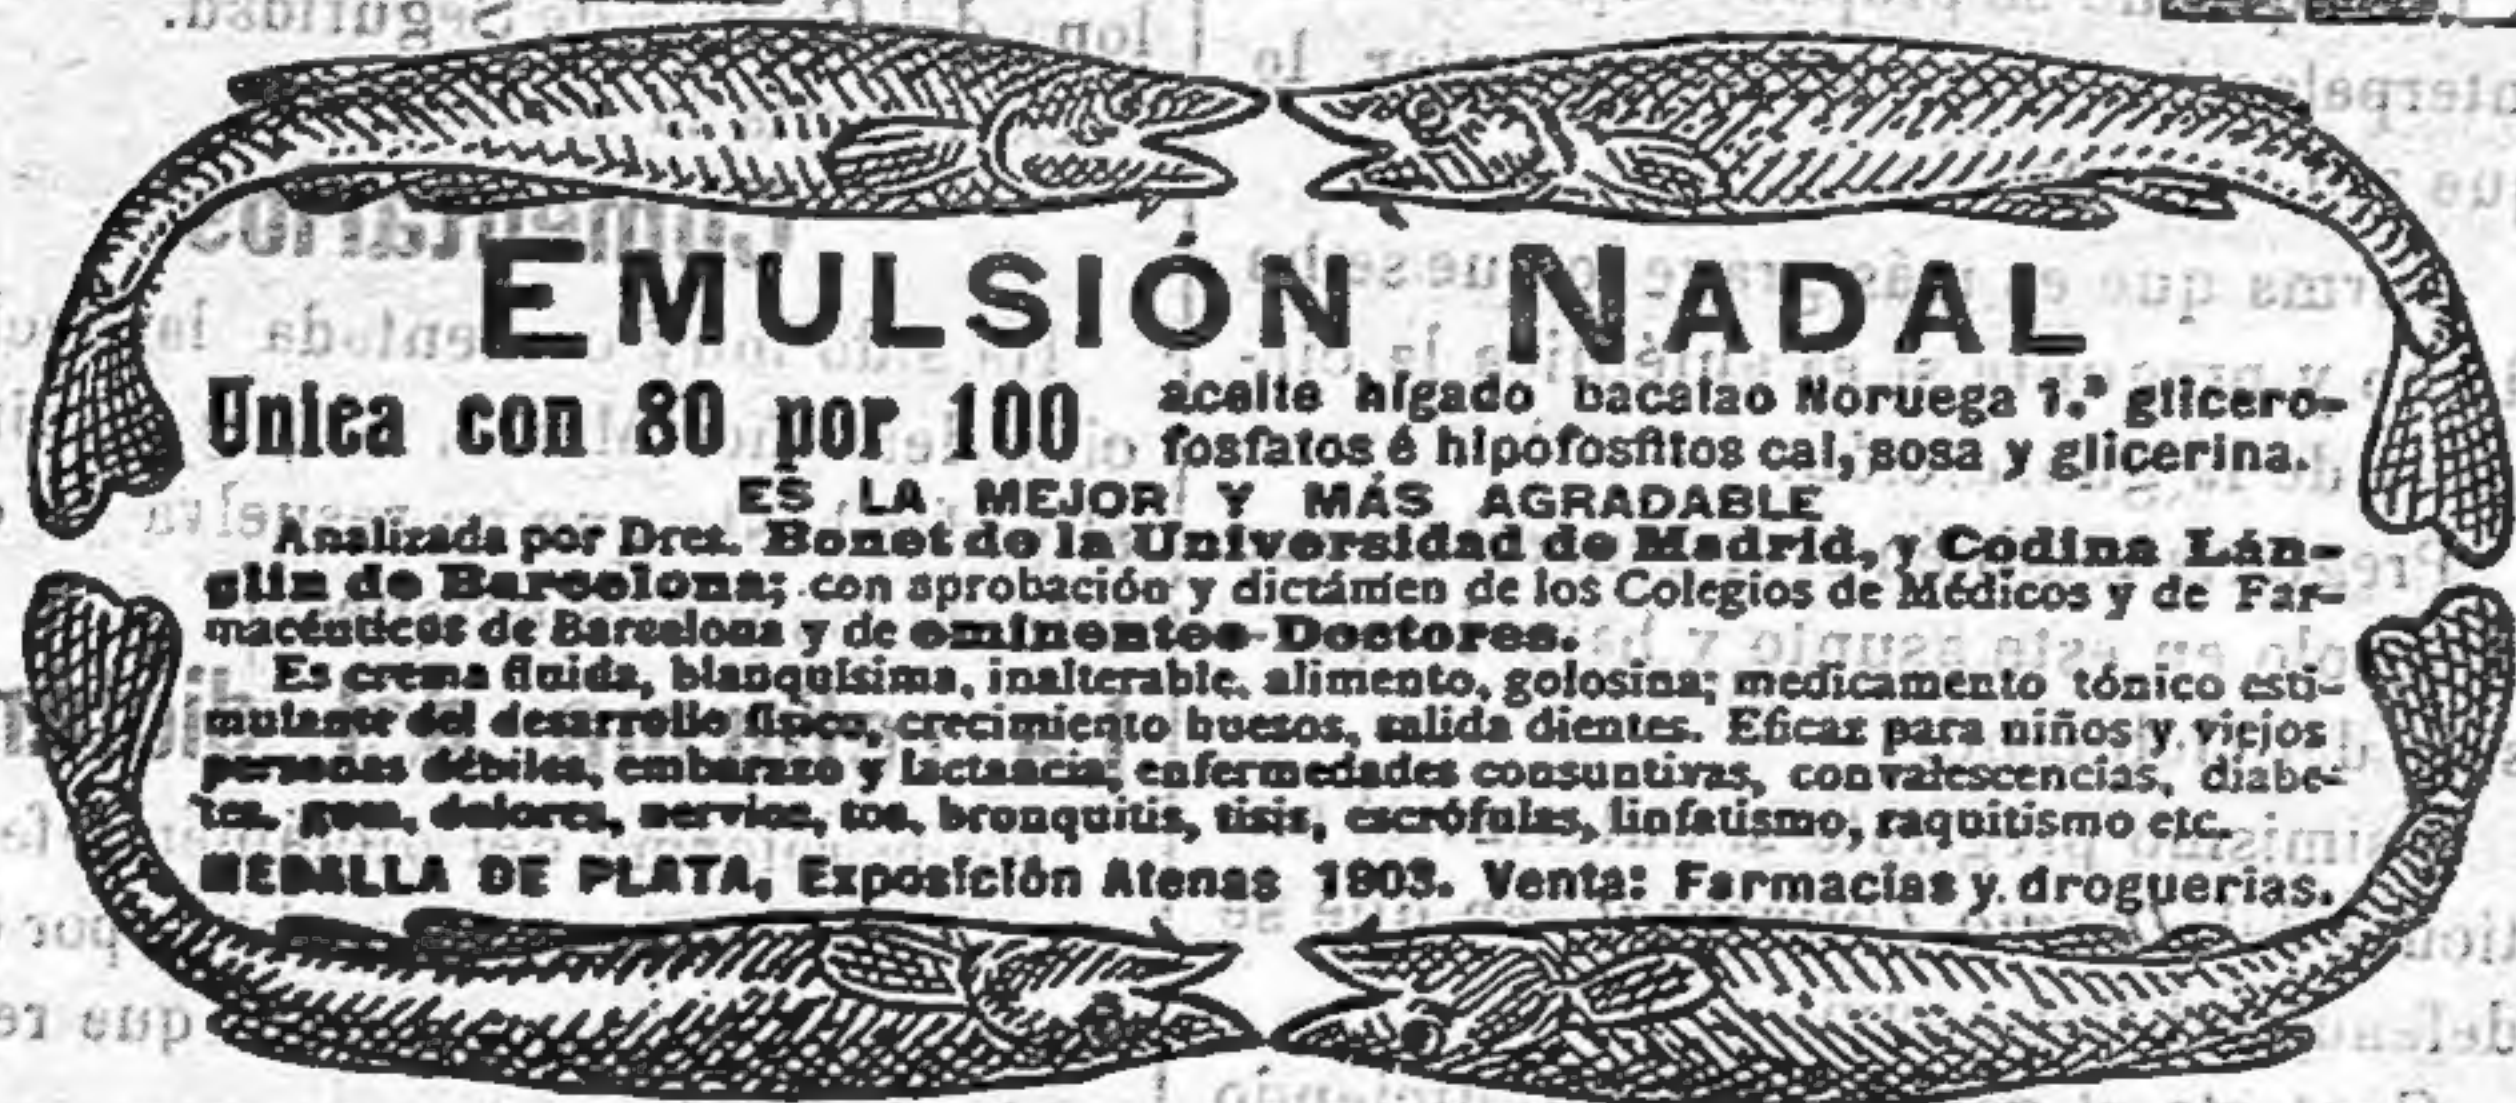 EMULSIÓN NADAL
Unica con 80 por 100 aceite hígado bacalao Noruega 1.ª glicero-
fosfatos é hipofosfitos cal, sosa y glicerina.
ES LA MEJOR Y MÁS AGRADABLE
Analizada por Dres. Bonet de la Universidad de Madrid, y Codina Lán-
glin de Barcelona; con aprobación y dictámen de los Colegios de Médicos y de Far-
macéuticos de Barcelona y de eminentes Doctores.
Es crema fluida, blanquísima, inalterable, alimento, golosina; medicamento tónico esti-
mulante del desarrollo físico, crecimiento huesos, salida dientes. Eficaz para niños y viejos
personas débiles, embarazo y lactancia; enfermedades consuntivas, convalescencias, diabe-
tes, gota, dolores, nervios, tos, bronquitis, tisis, escrófulas, linfatismo, raquitismo etc.
MEDALLA DE PLATA, Exposición Atenas 1903. Venta: Farmacias y droguerias.